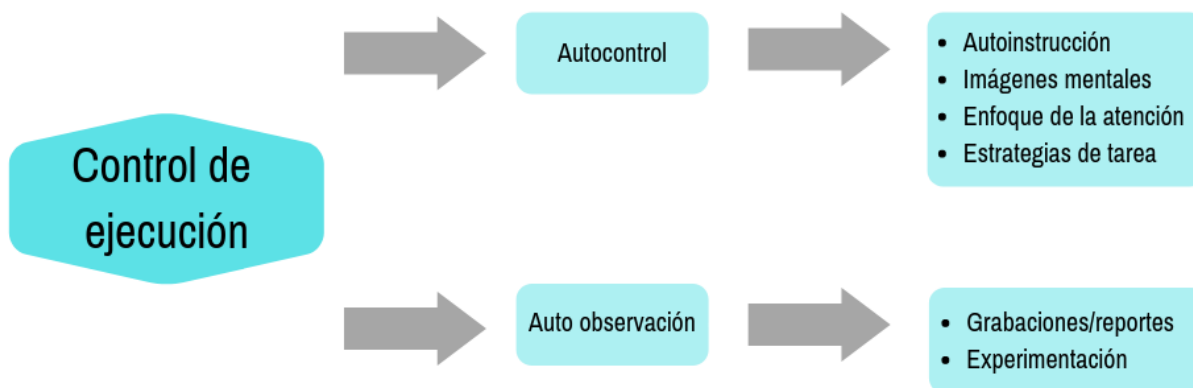 Control de
ejecución
Autocontrol
• Autoinstrucción
• Imágenes mentales
• Enfoque de la atención
• Estrategias de tarea
Auto observación
• Grabaciones/reportes
• Experimentación